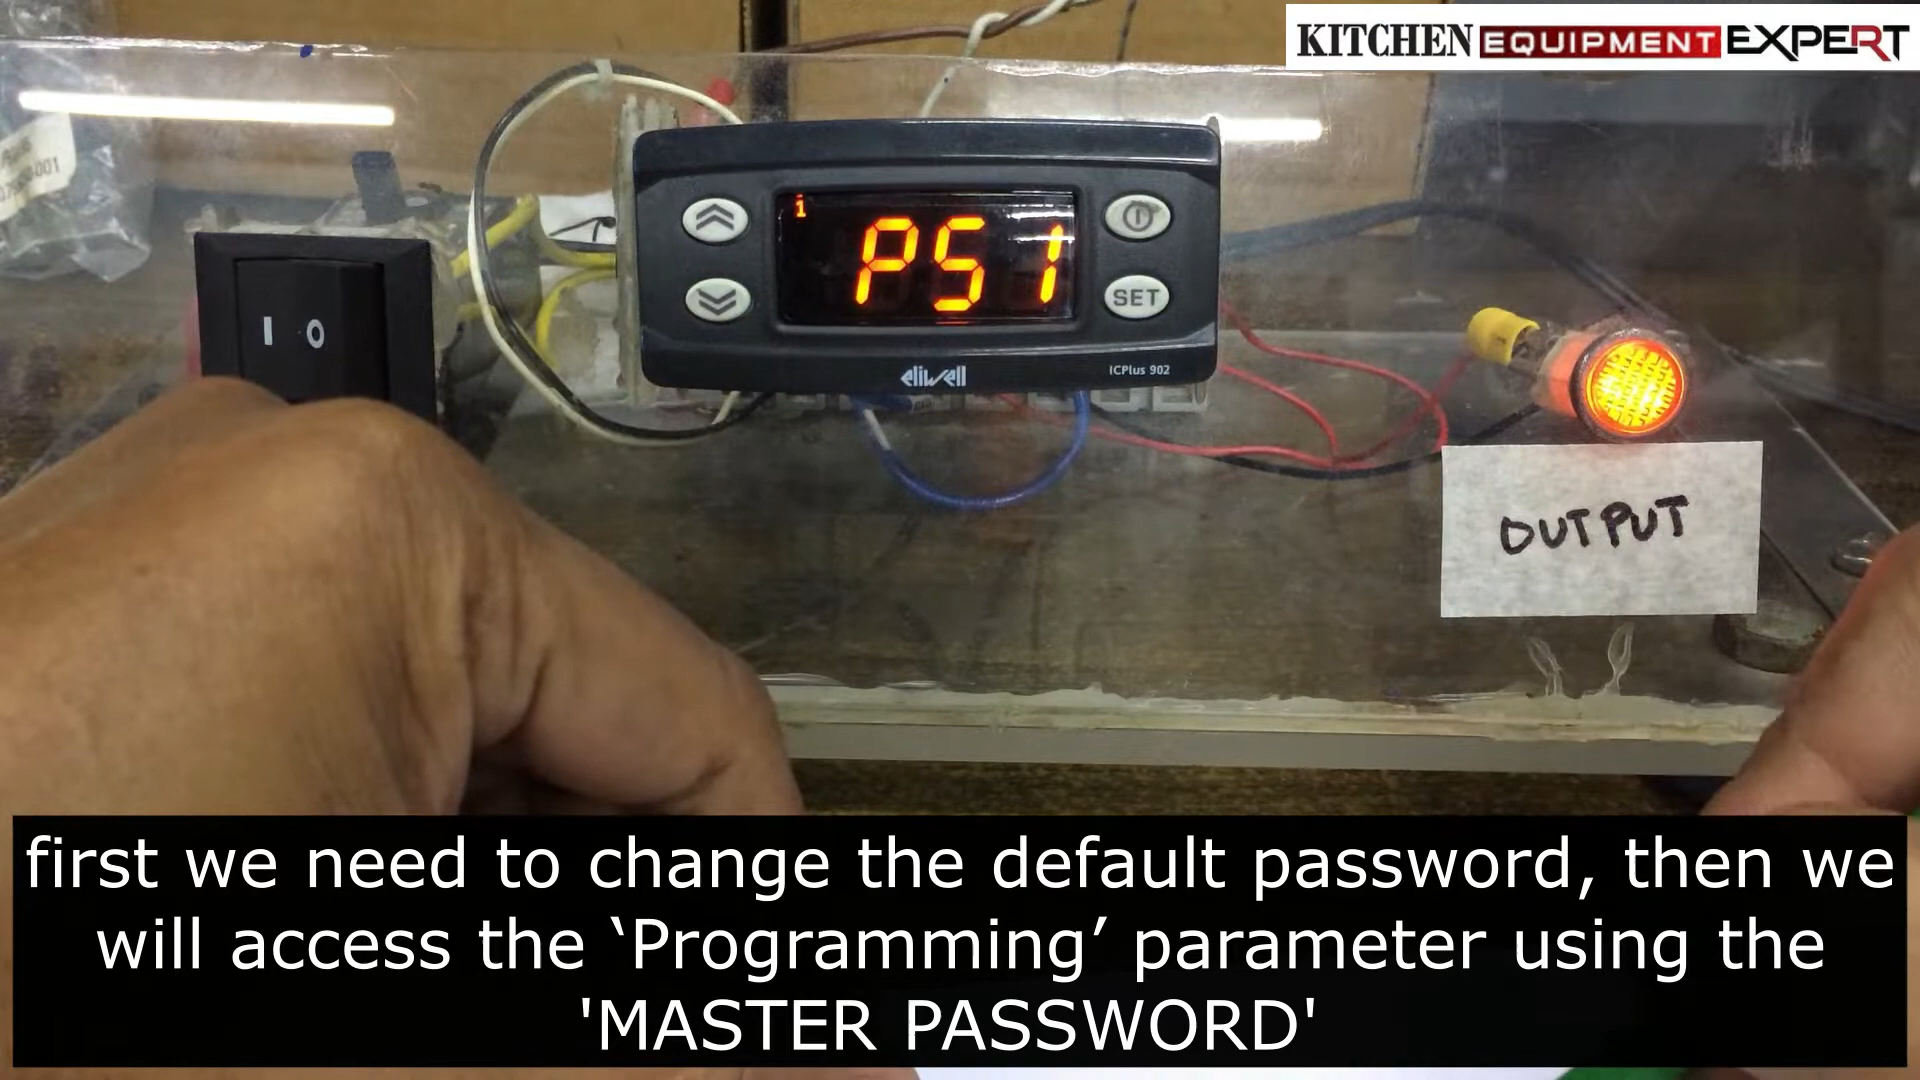 KITCHEN EQUIPMENT EXPERT
PS1
SET
I O
eliwell
ICPlus 902
OUTPUT
first we need to change the default password, then we
will access the ‘Programming’ parameter using the
'MASTER PASSWORD'